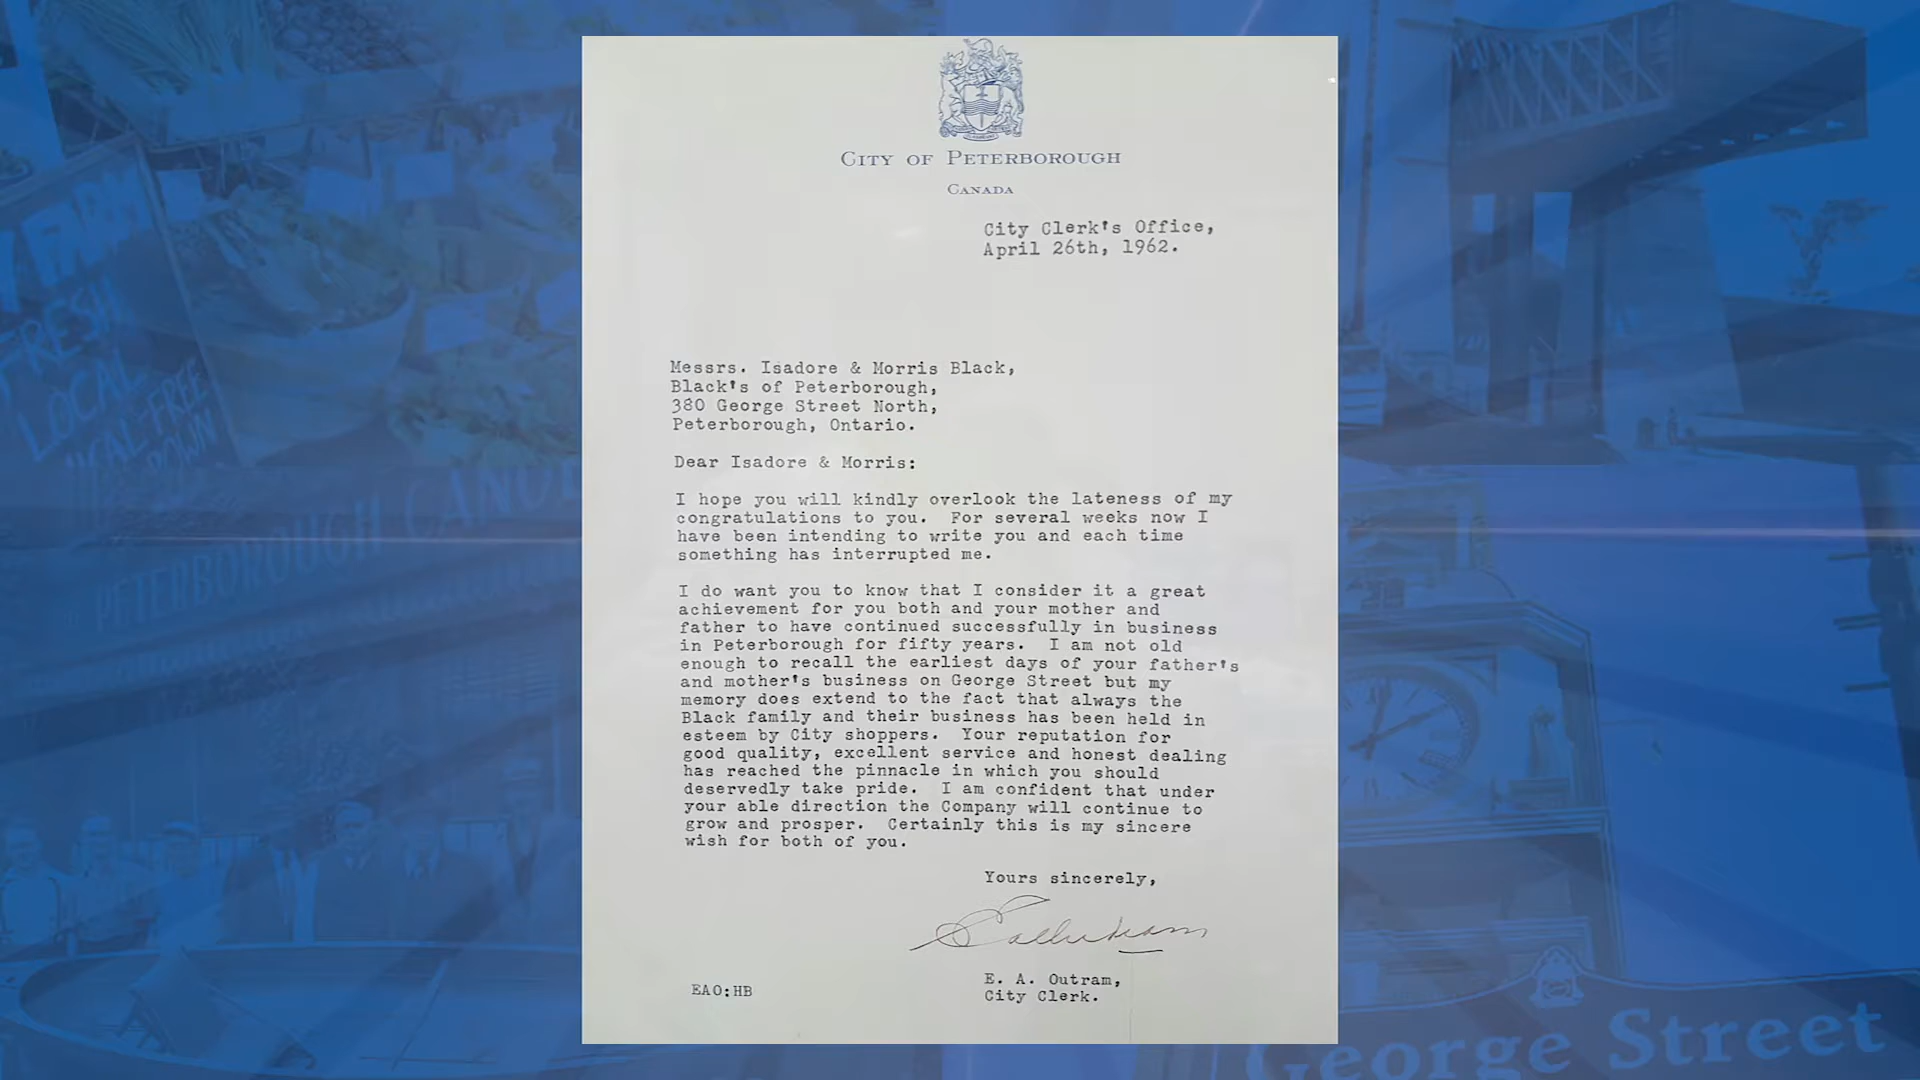 City of Peterborough
Canada
City Clerk's Office,
April 26th, 1962.
Messrs. Isadore & Morris Black,
Black's of Peterborough,
380 George Street North,
Peterborough, Ontario.
Dear Isadore & Morris:
I hope you will kindly overlook the lateness of my
congratulations to you. For several weeks now I
have been intending to write you and each time
something has interrupted me.
I do want you to know that I consider it a great
achievement for you both and your mother and
father to have continued successfully in business
in Peterborough for fifty years. I am not old
enough to recall the earliest days of your father's
and mother's business on George Street but my
memory does extend to the fact that always the
Black family and their business has been held in
esteem by City shoppers. Your reputation for
good quality, excellent service and honest dealing
has reached the pinnacle in which you should
deservedly take pride. I am confident that under
your able direction the Company will continue to
grow and prosper. Certainly this is my sincere
wish for both of you.
Yours sincerely,
E. A. Outram,
City Clerk.
EAO:HB
FRESH
LOCAL
PETERBOROUGH
George Street